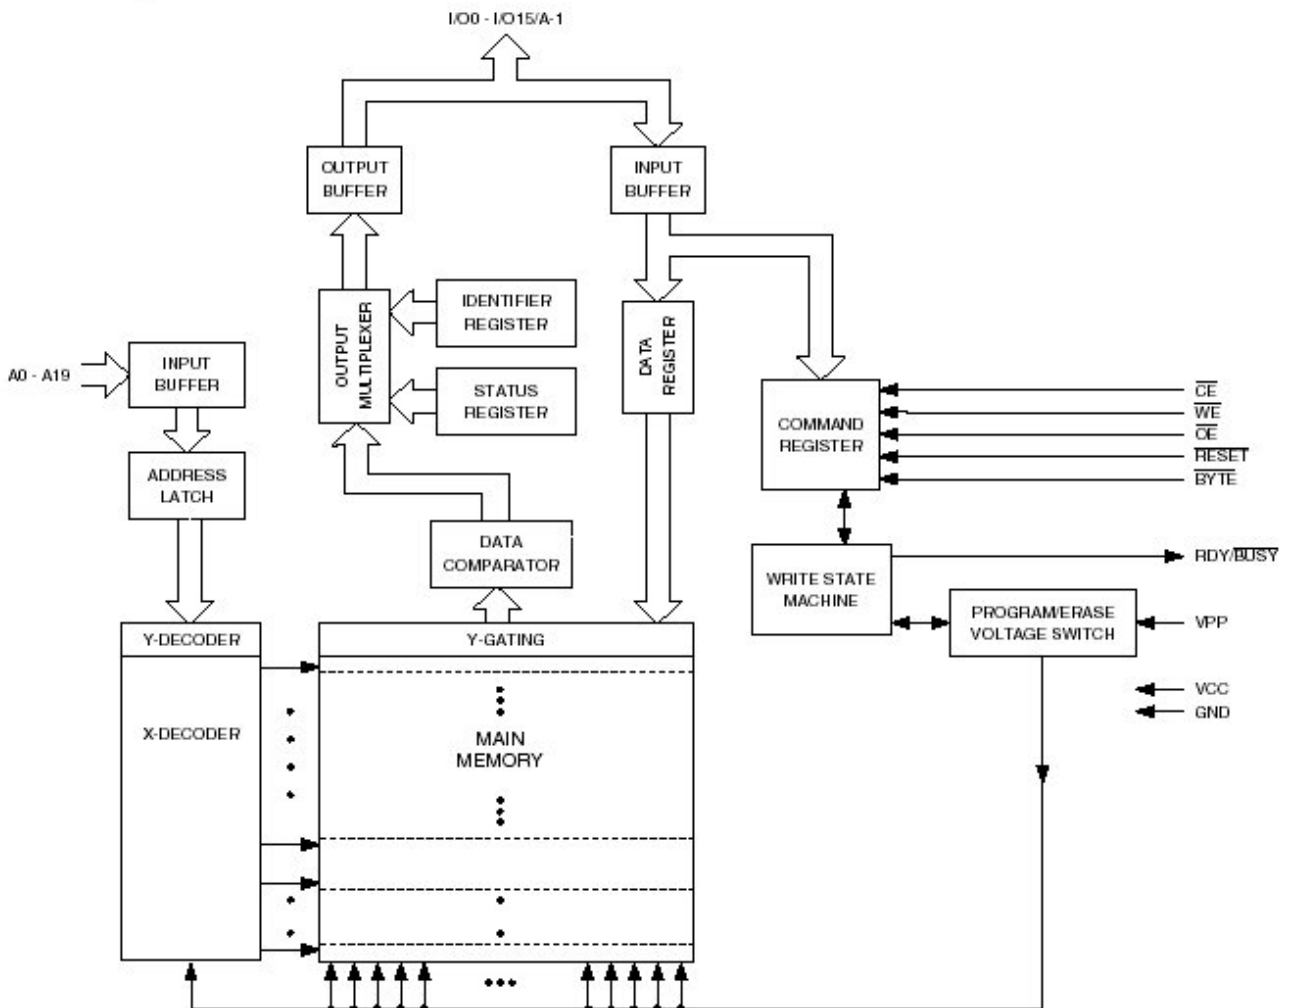 I/O0 - I/O15/A-1
OUTPUT
BUFFER
INPUT
BUFFER
OUTPUT
MULTIPLEXER
IDENTIFIER
REGISTER
STATUS
REGISTER
DATA
REGISTER
A0 - A19
INPUT
BUFFER
ADDRESS
LATCH
COMMAND
REGISTER
CE
WE
OE
RESET
BYTE
DATA
COMPARATOR
WRITE STATE
MACHINE
RDY/BUSY
PROGRAM/ERASE
VOLTAGE SWITCH
VPP
VCC
GND
Y-DECODER
Y-GATING
X-DECODER
MAIN
MEMORY